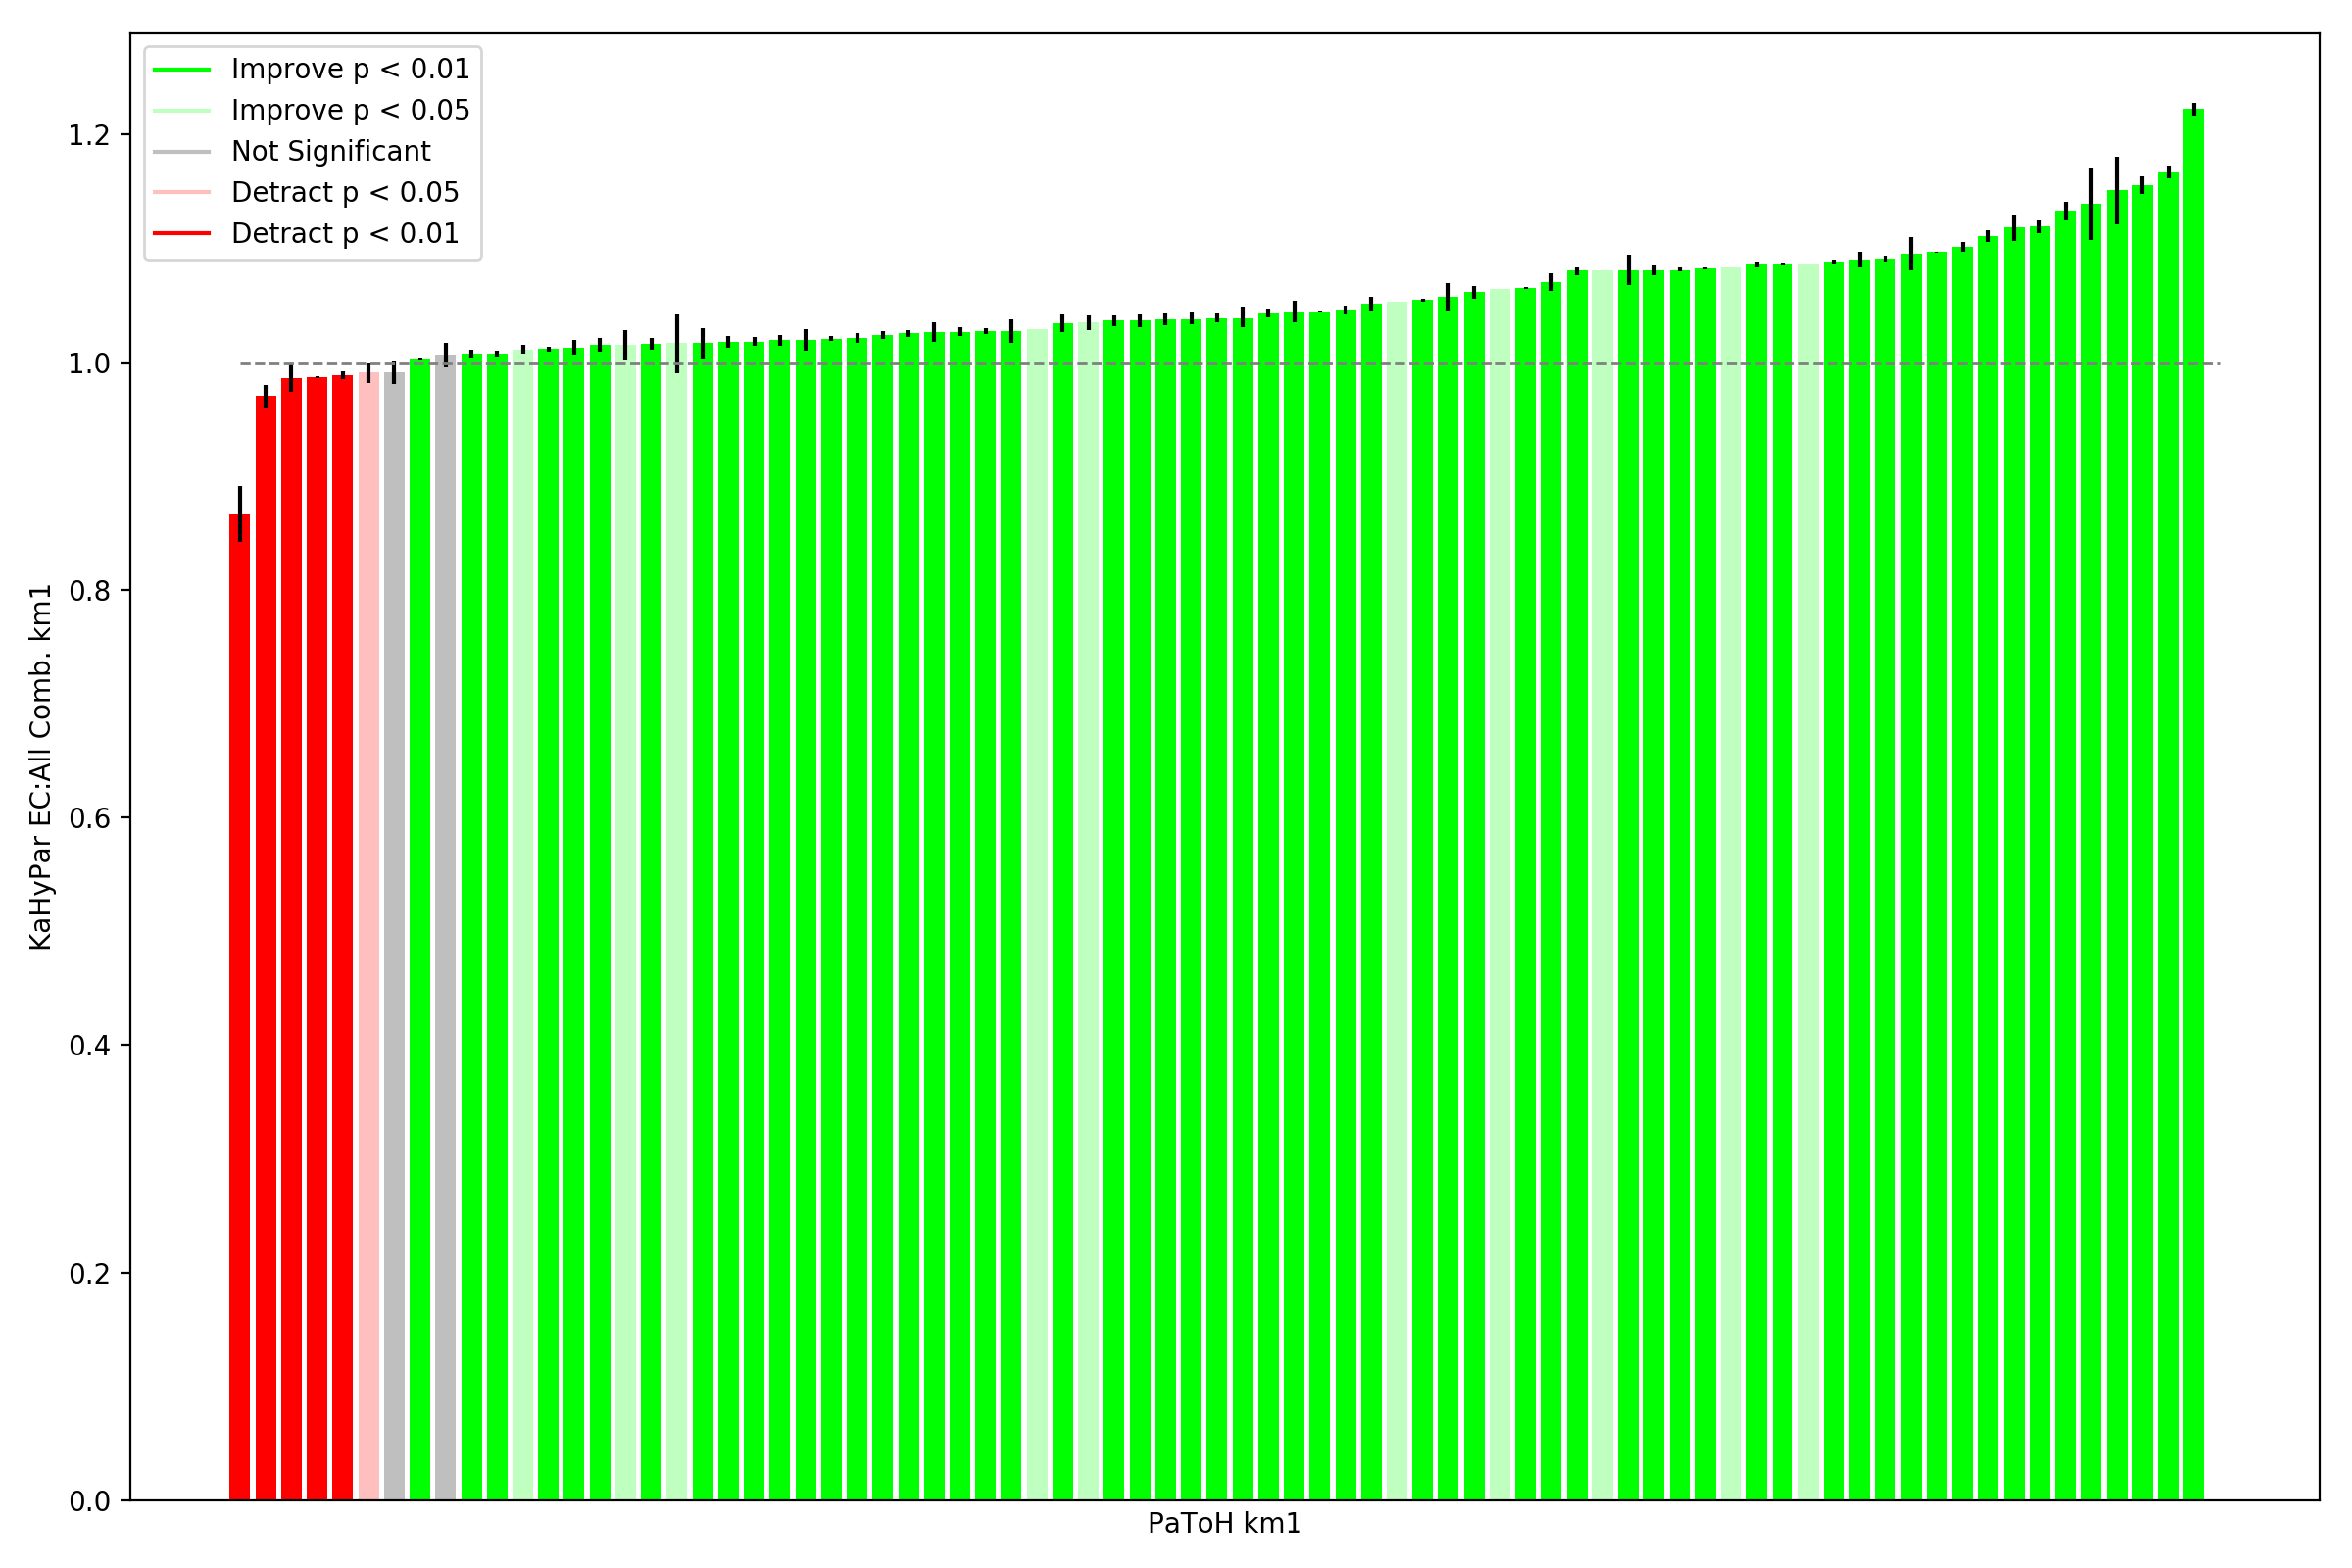 Improve p < 0.01
Improve p < 0.05
Not Significant
Detract p < 0.05
Detract p < 0.01
1.2
1.0
0.8
0.6
0.4
0.2
0.0
KaHyPar EC:All Comb. km1
PaToH km1